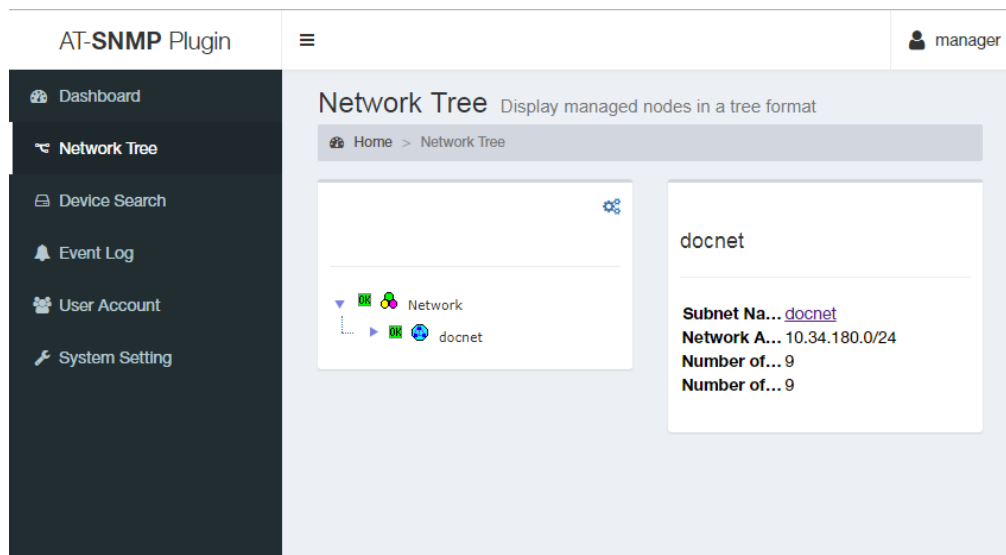 AT-SNMP Plugin
manager
Dashboard
Network Tree
Device Search
Event Log
User Account
System Setting
Network Tree Display managed nodes in a tree format
Home > Network Tree
OK Network
OK docnet
docnet
Subnet Na... docnet
Network A... 10.34.180.0/24
Number of... 9
Number of... 9